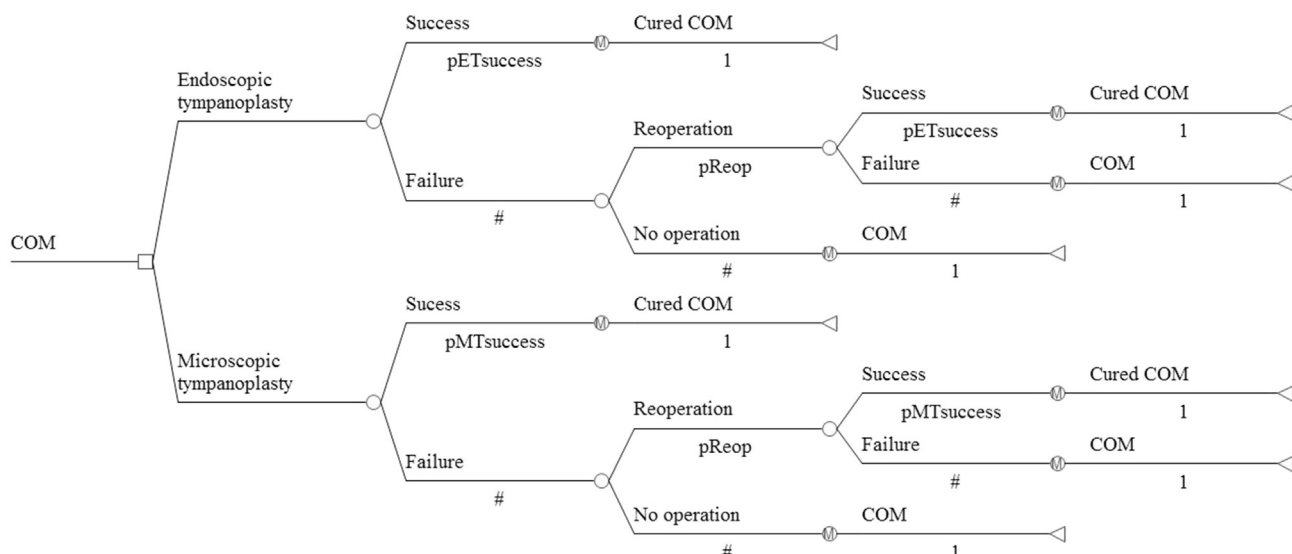 Success
Cured COM
pETsuccess
1
Endoscopic
tympanoplasty
Success
Cured COM
pETsuccess
1
Reoperation
pReop
Failure
COM
#
1
Failure
#
No operation
COM
#
1
COM
Sucess
Cured COM
pMTsuccess
1
Microscopic
tympanoplasty
Success
Cured COM
pMTsuccess
1
Reoperation
pReop
Failure
COM
#
1
Failure
#
No operation
COM
#
1
M
M
M
M
M
M
M
M